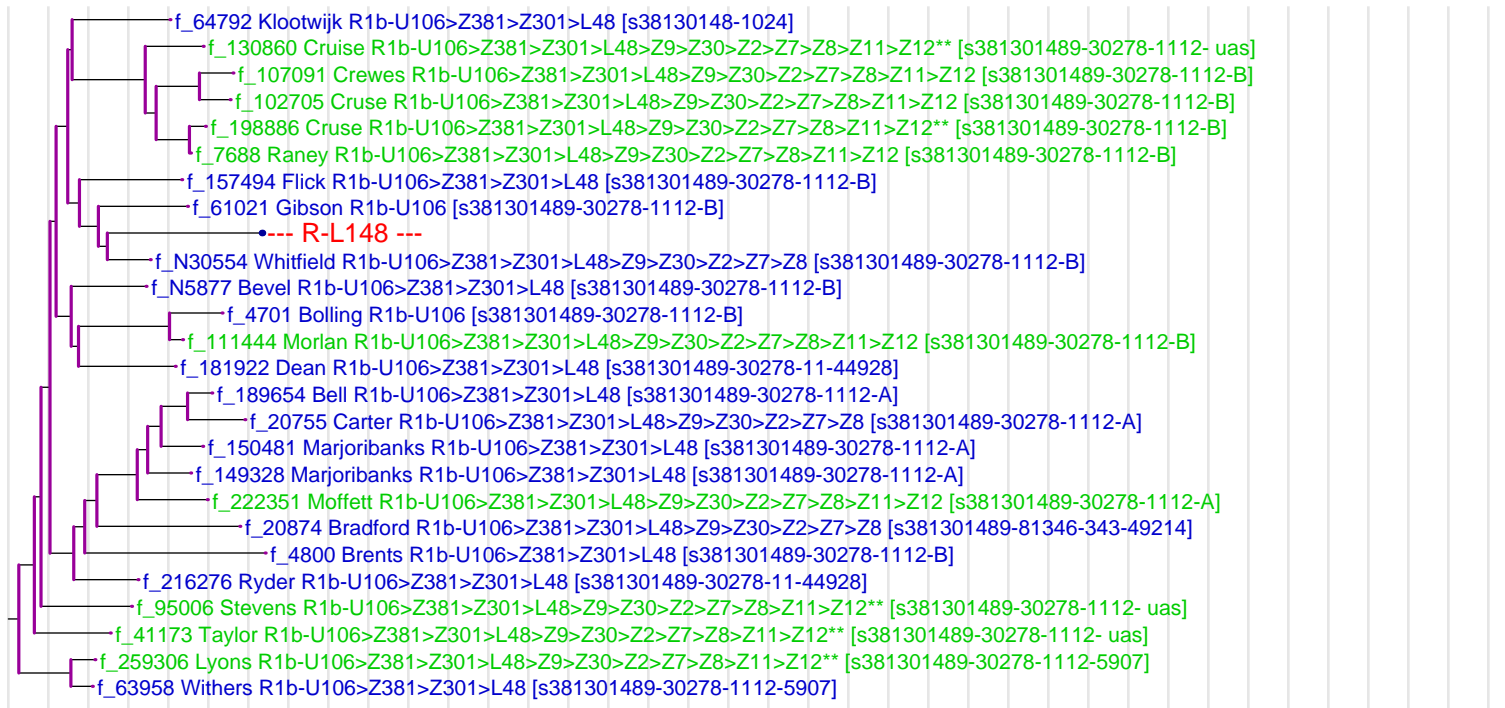 f_64792 Klootwijk R1b-U106>Z381>Z301>L48 [s38130148-1024]
f_130860 Cruise R1b-U106>Z381>Z301>L48>Z9>Z30>Z2>Z7>Z8>Z11>Z12** [s381301489-30278-1112- uas]
f_107091 Crewes R1b-U106>Z381>Z301>L48>Z9>Z30>Z2>Z7>Z8>Z11>Z12 [s381301489-30278-1112-B]
f_102705 Cruse R1b-U106>Z381>Z301>L48>Z9>Z30>Z2>Z7>Z8>Z11>Z12 [s381301489-30278-1112-B]
f_198886 Cruse R1b-U106>Z381>Z301>L48>Z9>Z30>Z2>Z7>Z8>Z11>Z12** [s381301489-30278-1112-B]
f_7688 Raney R1b-U106>Z381>Z301>L48>Z9>Z30>Z2>Z7>Z8>Z11>Z12 [s381301489-30278-1112-B]
f_157494 Flick R1b-U106>Z381>Z301>L48 [s381301489-30278-1112-B]
f_61021 Gibson R1b-U106 [s381301489-30278-1112-B]
--- R-L148 ---
f_N30554 Whitfield R1b-U106>Z381>Z301>L48>Z9>Z30>Z2>Z7>Z8 [s381301489-30278-1112-B]
f_N5877 Bevel R1b-U106>Z381>Z301>L48 [s381301489-30278-1112-B]
f_4701 Bolling R1b-U106 [s381301489-30278-1112-B]
f_111444 Morlan R1b-U106>Z381>Z301>L48>Z9>Z30>Z2>Z7>Z8>Z11>Z12 [s381301489-30278-1112-B]
f_181922 Dean R1b-U106>Z381>Z301>L48 [s381301489-30278-11-44928]
f_189654 Bell R1b-U106>Z381>Z301>L48 [s381301489-30278-1112-A]
f_20755 Carter R1b-U106>Z381>Z301>L48>Z9>Z30>Z2>Z7>Z8 [s381301489-30278-1112-A]
f_150481 Marjoribanks R1b-U106>Z381>Z301>L48 [s381301489-30278-1112-A]
f_149328 Marjoribanks R1b-U106>Z381>Z301>L48 [s381301489-30278-1112-A]
f_222351 Moffett R1b-U106>Z381>Z301>L48>Z9>Z30>Z2>Z7>Z8>Z11>Z12 [s381301489-30278-1112-A]
f_20874 Bradford R1b-U106>Z381>Z301>L48>Z9>Z30>Z2>Z7>Z8 [s381301489-81346-343-49214]
f_4800 Brents R1b-U106>Z381>Z301>L48 [s381301489-30278-1112-B]
f_216276 Ryder R1b-U106>Z381>Z301>L48 [s381301489-30278-11-44928]
f_95006 Stevens R1b-U106>Z381>Z301>L48>Z9>Z30>Z2>Z7>Z8>Z11>Z12** [s381301489-30278-1112- uas]
f_41173 Taylor R1b-U106>Z381>Z301>L48>Z9>Z30>Z2>Z7>Z8>Z11>Z12** [s381301489-30278-1112- uas]
f_259306 Lyons R1b-U106>Z381>Z301>L48>Z9>Z30>Z2>Z7>Z8>Z11>Z12** [s381301489-30278-1112-5907]
f_63958 Withers R1b-U106>Z381>Z301>L48 [s381301489-30278-1112-5907]